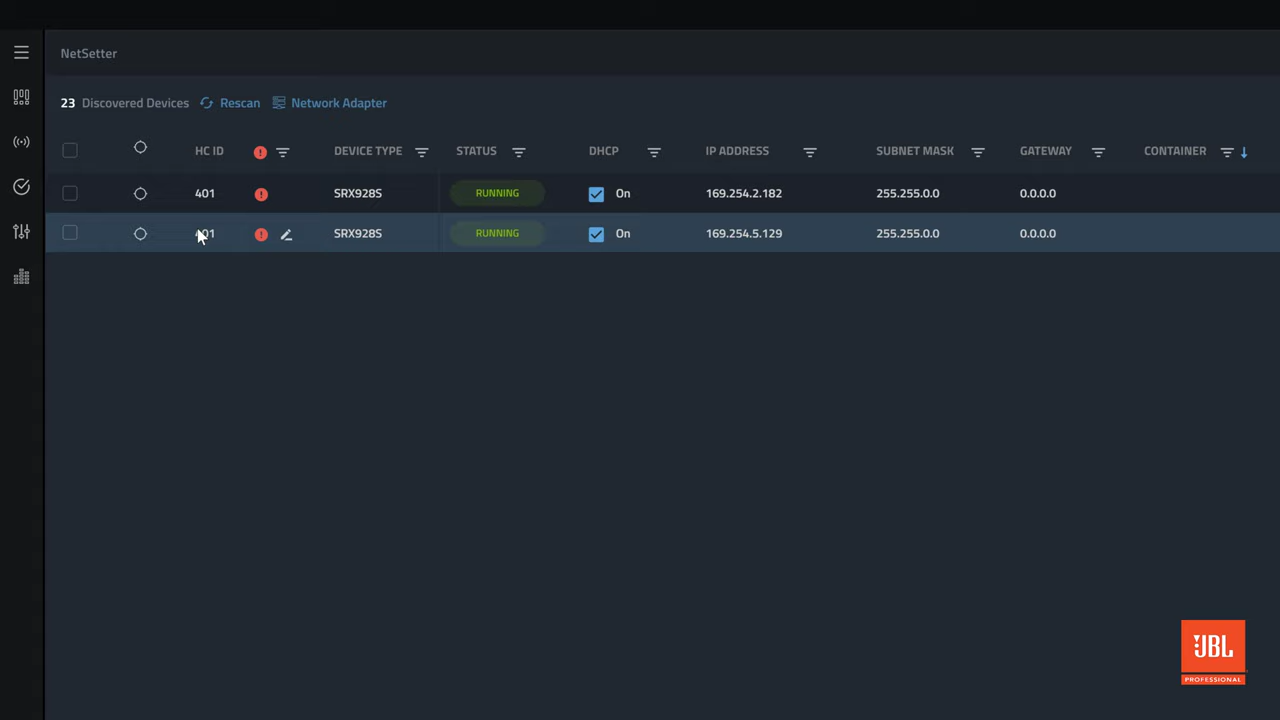 NetSetter
23 Discovered Devices Rescan Network Adapter
HC ID ! DEVICE TYPE STATUS DHCP IP ADDRESS SUBNET MASK GATEWAY CONTAINER
401 ! SRX928S RUNNING On 169.254.2.182 255.255.0.0 0.0.0.0
401 ! SRX928S RUNNING On 169.254.5.129 255.255.0.0 0.0.0.0
JBL
PROFESSIONAL